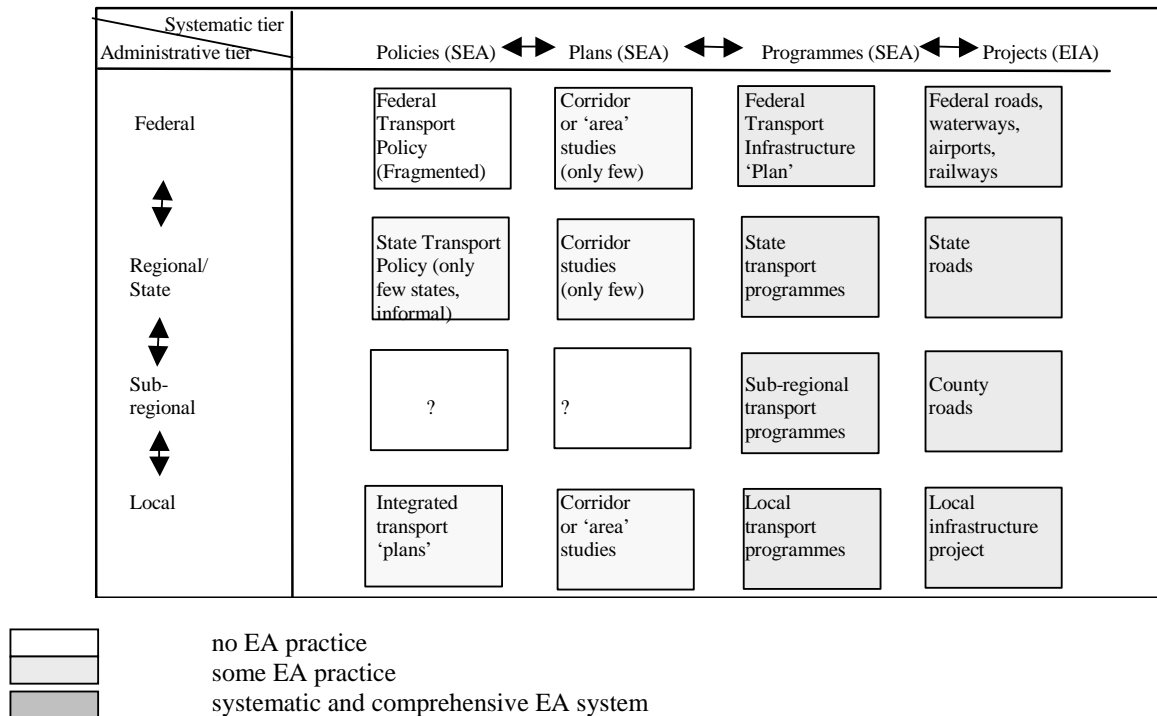 Systematic tier
Administrative tier
Policies (SEA) Plans (SEA) Programmes (SEA) Projects (EIA)
Federal
Federal
Transport
Policy
(Fragmented)
Corridor
or ‘area’
studies
(only few)
Federal
Transport
Infrastructure
‘Plan’
Federal roads,
waterways,
airports,
railways
Regional/
State
State Transport
Policy (only
few states,
informal)
Corridor
studies
(only few)
State
transport
programmes
State
roads
Sub-
regional
?
?
Sub-regional
transport
programmes
County
roads
Local
Integrated
transport
‘plans’
Corridor
or ‘area’
studies
Local
transport
programmes
Local
infrastructure
project
no EA practice
some EA practice
systematic and comprehensive EA system